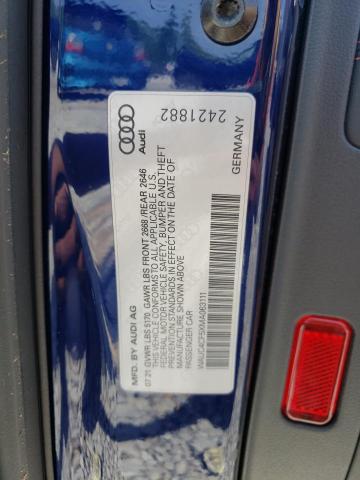 Audi
2421882
GERMANY
MFD. BY AUDI AG
07.21 GVWR LBS 5170 GAWR LBS FRONT 2668 /REAR 2646
THIS VEHICLE CONFORMS TO ALL APPLICABLE U.S.
FEDERAL MOTOR VEHICLE SAFETY, BUMPER AND THEFT
PREVENTION STANDARDS IN EFFECT ON THE DATE OF
MANUFACTURE SHOWN ABOVE
PASSENGER CAR
WAUC4CF5XMA063111